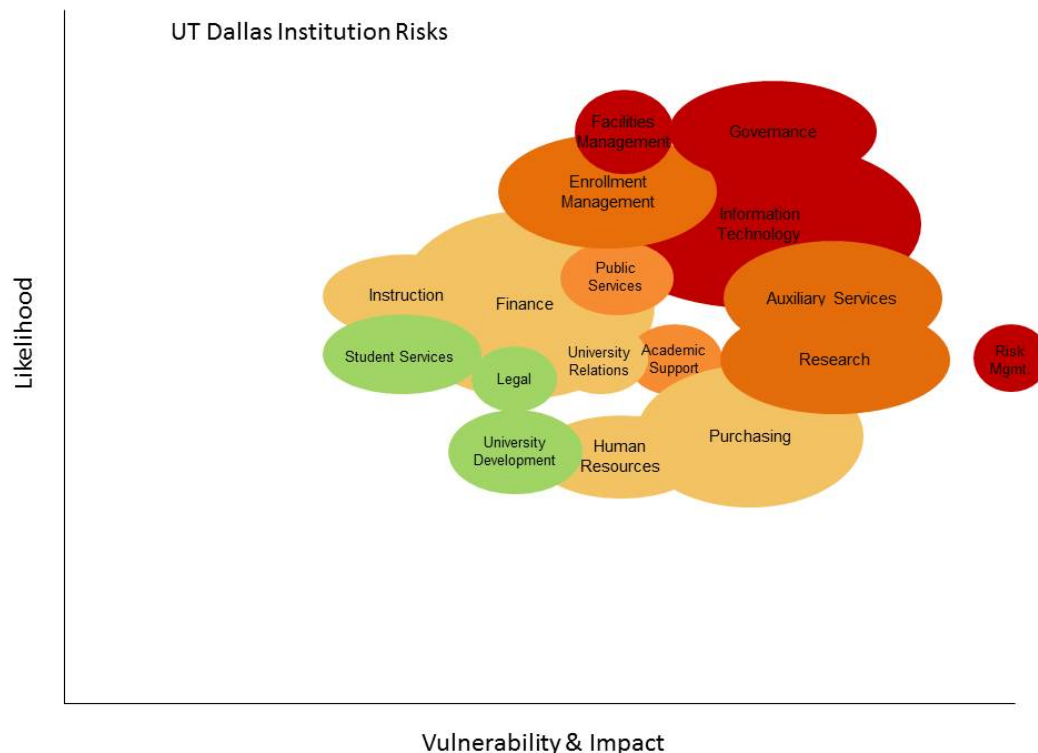 UT Dallas Institution Risks
Facilities
Management
Governance
Enrollment
Management
Information
Technology
Public
Services
Instruction
Finance
Auxiliary Services
Student Services
Legal
University
Relations
Academic
Support
Research
Risk
Mgmt.
University
Development
Human
Resources
Purchasing
Likelihood
Vulnerability & Impact